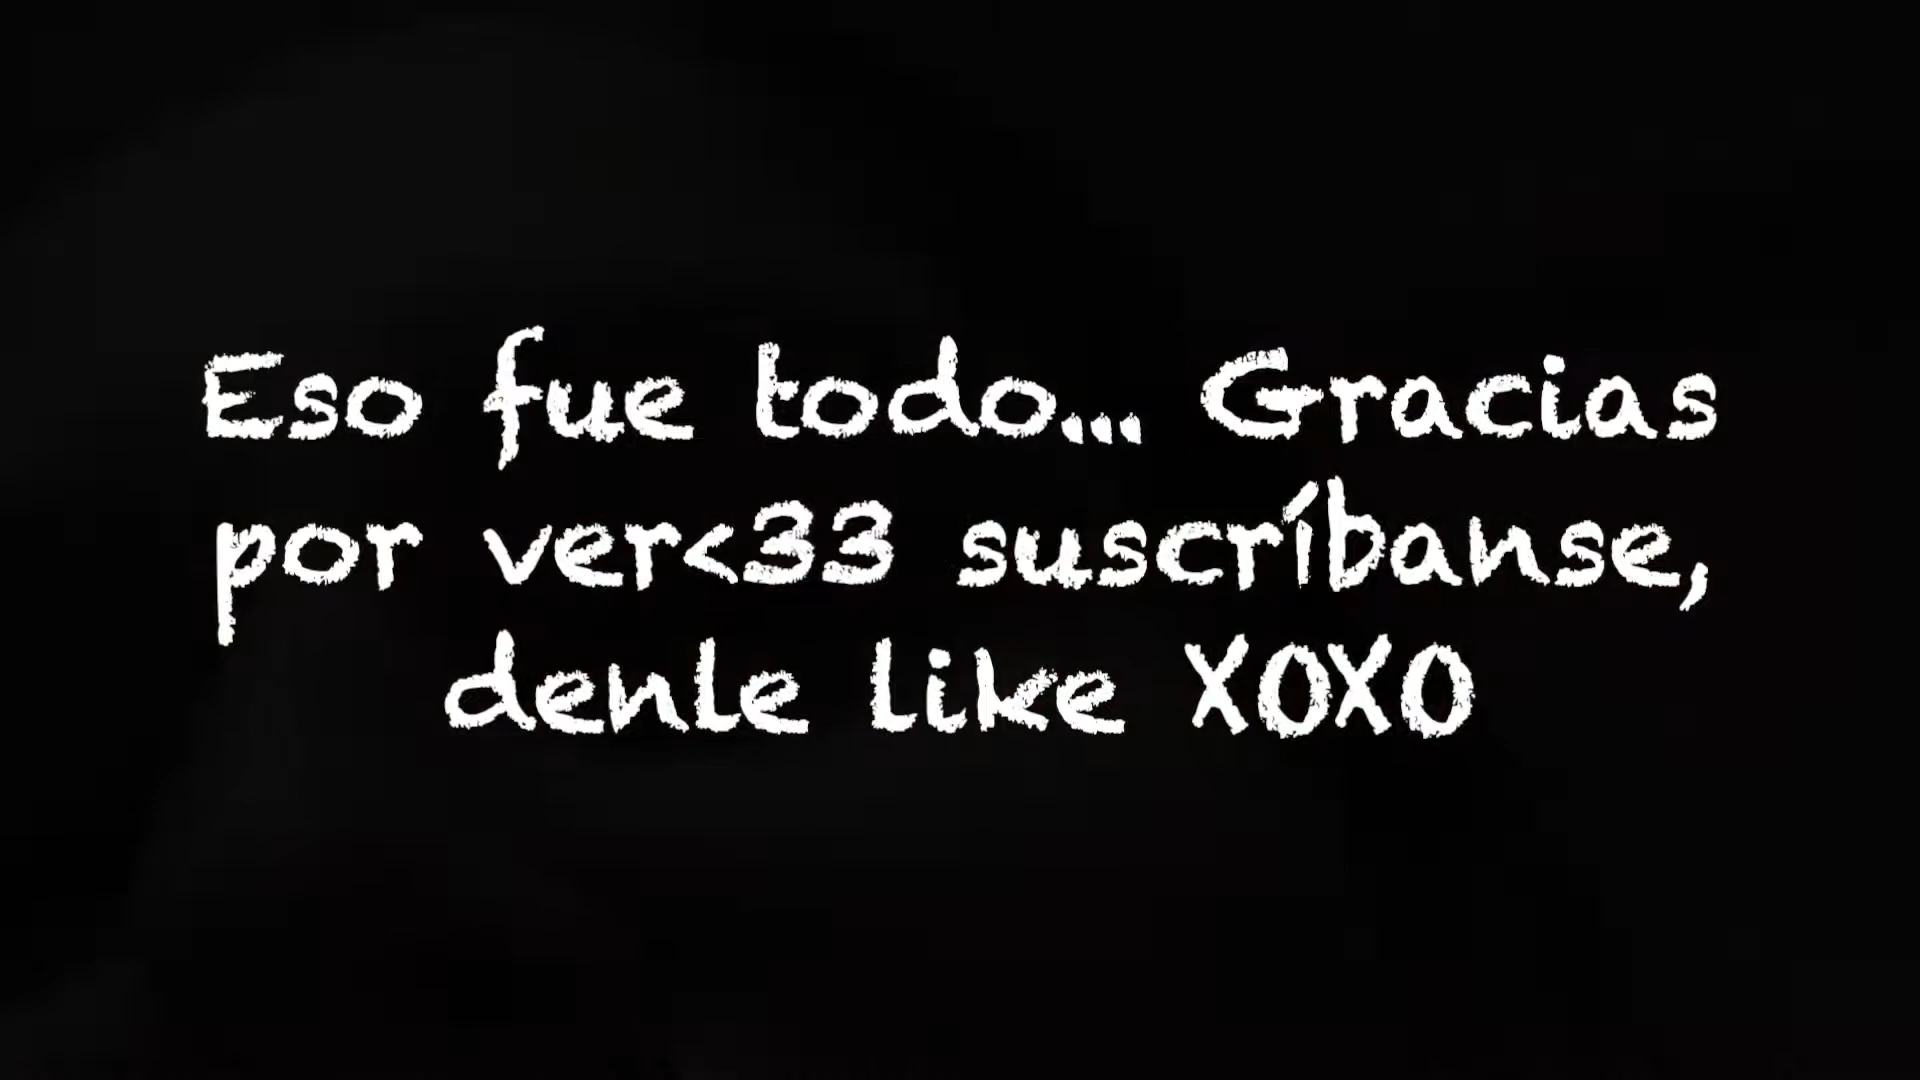 Eso fue todo... Gracias
por ver<33 suscríbanse,
denle like XOXO